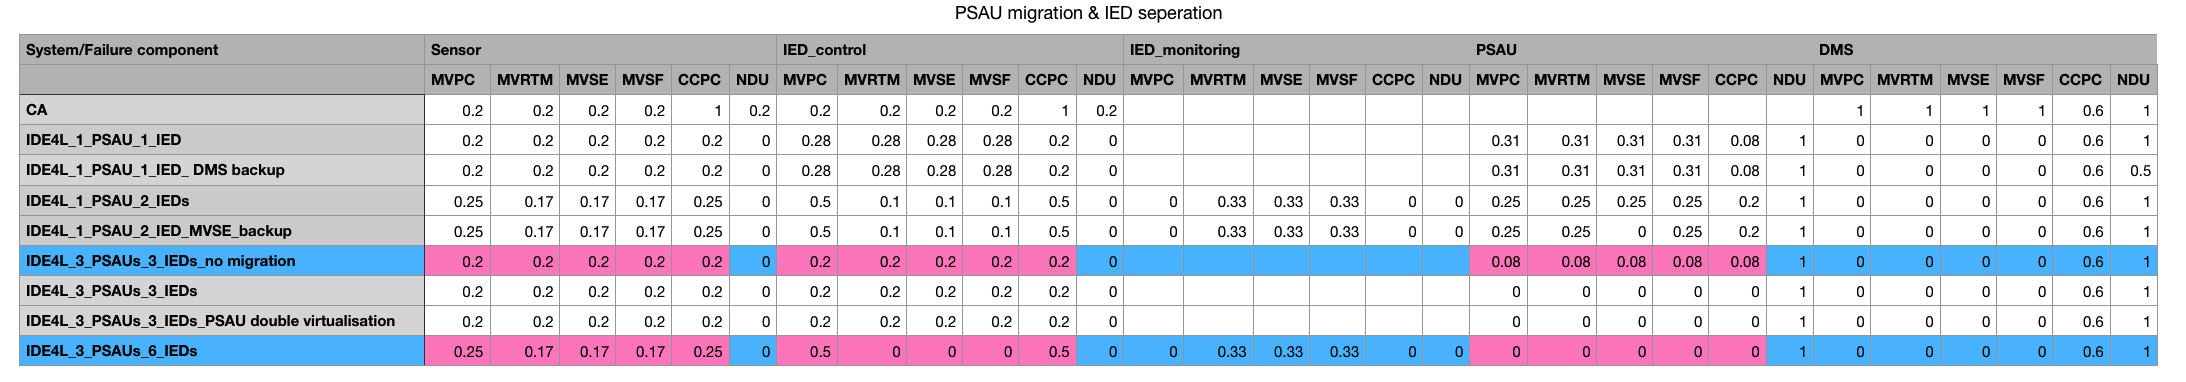 PSAU migration & IED seperation
System/Failure component Sensor IED_control IED_monitoring PSAU DMS
MVPC MVRTM MVSE MVSF CCPC NDU MVPC MVRTM MVSE MVSF CCPC NDU MVPC MVRTM MVSE MVSF CCPC NDU MVPC MVRTM MVSE MVSF CCPC NDU MVPC MVRTM MVSE MVSF CCPC NDU
CA 0.2 0.2 0.2 0.2 1 0.2 0.2 0.2 0.2 0.2 1 0.2 1 1 1 1 0.6 1
IDE4L_1_PSAU_1_IED 0.2 0.2 0.2 0.2 0.2 0 0.28 0.28 0.28 0.28 0.2 0 0.31 0.31 0.31 0.31 0.08 1 0 0 0 0 0.6 1
IDE4L_1_PSAU_1_IED_ DMS backup 0.2 0.2 0.2 0.2 0.2 0 0.28 0.28 0.28 0.28 0.2 0 0.31 0.31 0.31 0.31 0.08 1 0 0 0 0 0.6 0.5
IDE4L_1_PSAU_2_IEDs 0.25 0.17 0.17 0.17 0.25 0 0.5 0.1 0.1 0.1 0.5 0 0 0.33 0.33 0.33 0 0 0.25 0.25 0.25 0.25 0.2 1 0 0 0 0 0.6 1
IDE4L_1_PSAU_2_IED_MVSE_backup 0.25 0.17 0.17 0.17 0.25 0 0.5 0.1 0.1 0.1 0.5 0 0 0.33 0.33 0.33 0 0 0.25 0.25 0 0.25 0.2 1 0 0 0 0 0.6 1
IDE4L_3_PSAUs_3_IEDs_no migration 0.2 0.2 0.2 0.2 0.2 0 0.2 0.2 0.2 0.2 0.2 0 0.08 0.08 0.08 0.08 0.08 1 0 0 0 0 0.6 1
IDE4L_3_PSAUs_3_IEDs 0.2 0.2 0.2 0.2 0.2 0 0.2 0.2 0.2 0.2 0.2 0 0 0 0 0 0 1 0 0 0 0 0.6 1
IDE4L_3_PSAUs_3_IEDs_PSAU double virtualisation 0.2 0.2 0.2 0.2 0.2 0 0.2 0.2 0.2 0.2 0.2 0 0 0 0 0 0 1 0 0 0 0 0.6 1
IDE4L_3_PSAUs_6_IEDs 0.25 0.17 0.17 0.17 0.25 0 0.5 0 0 0 0.5 0 0 0.33 0.33 0.33 0 0 0 0 0 0 0 1 0 0 0 0 0.6 1